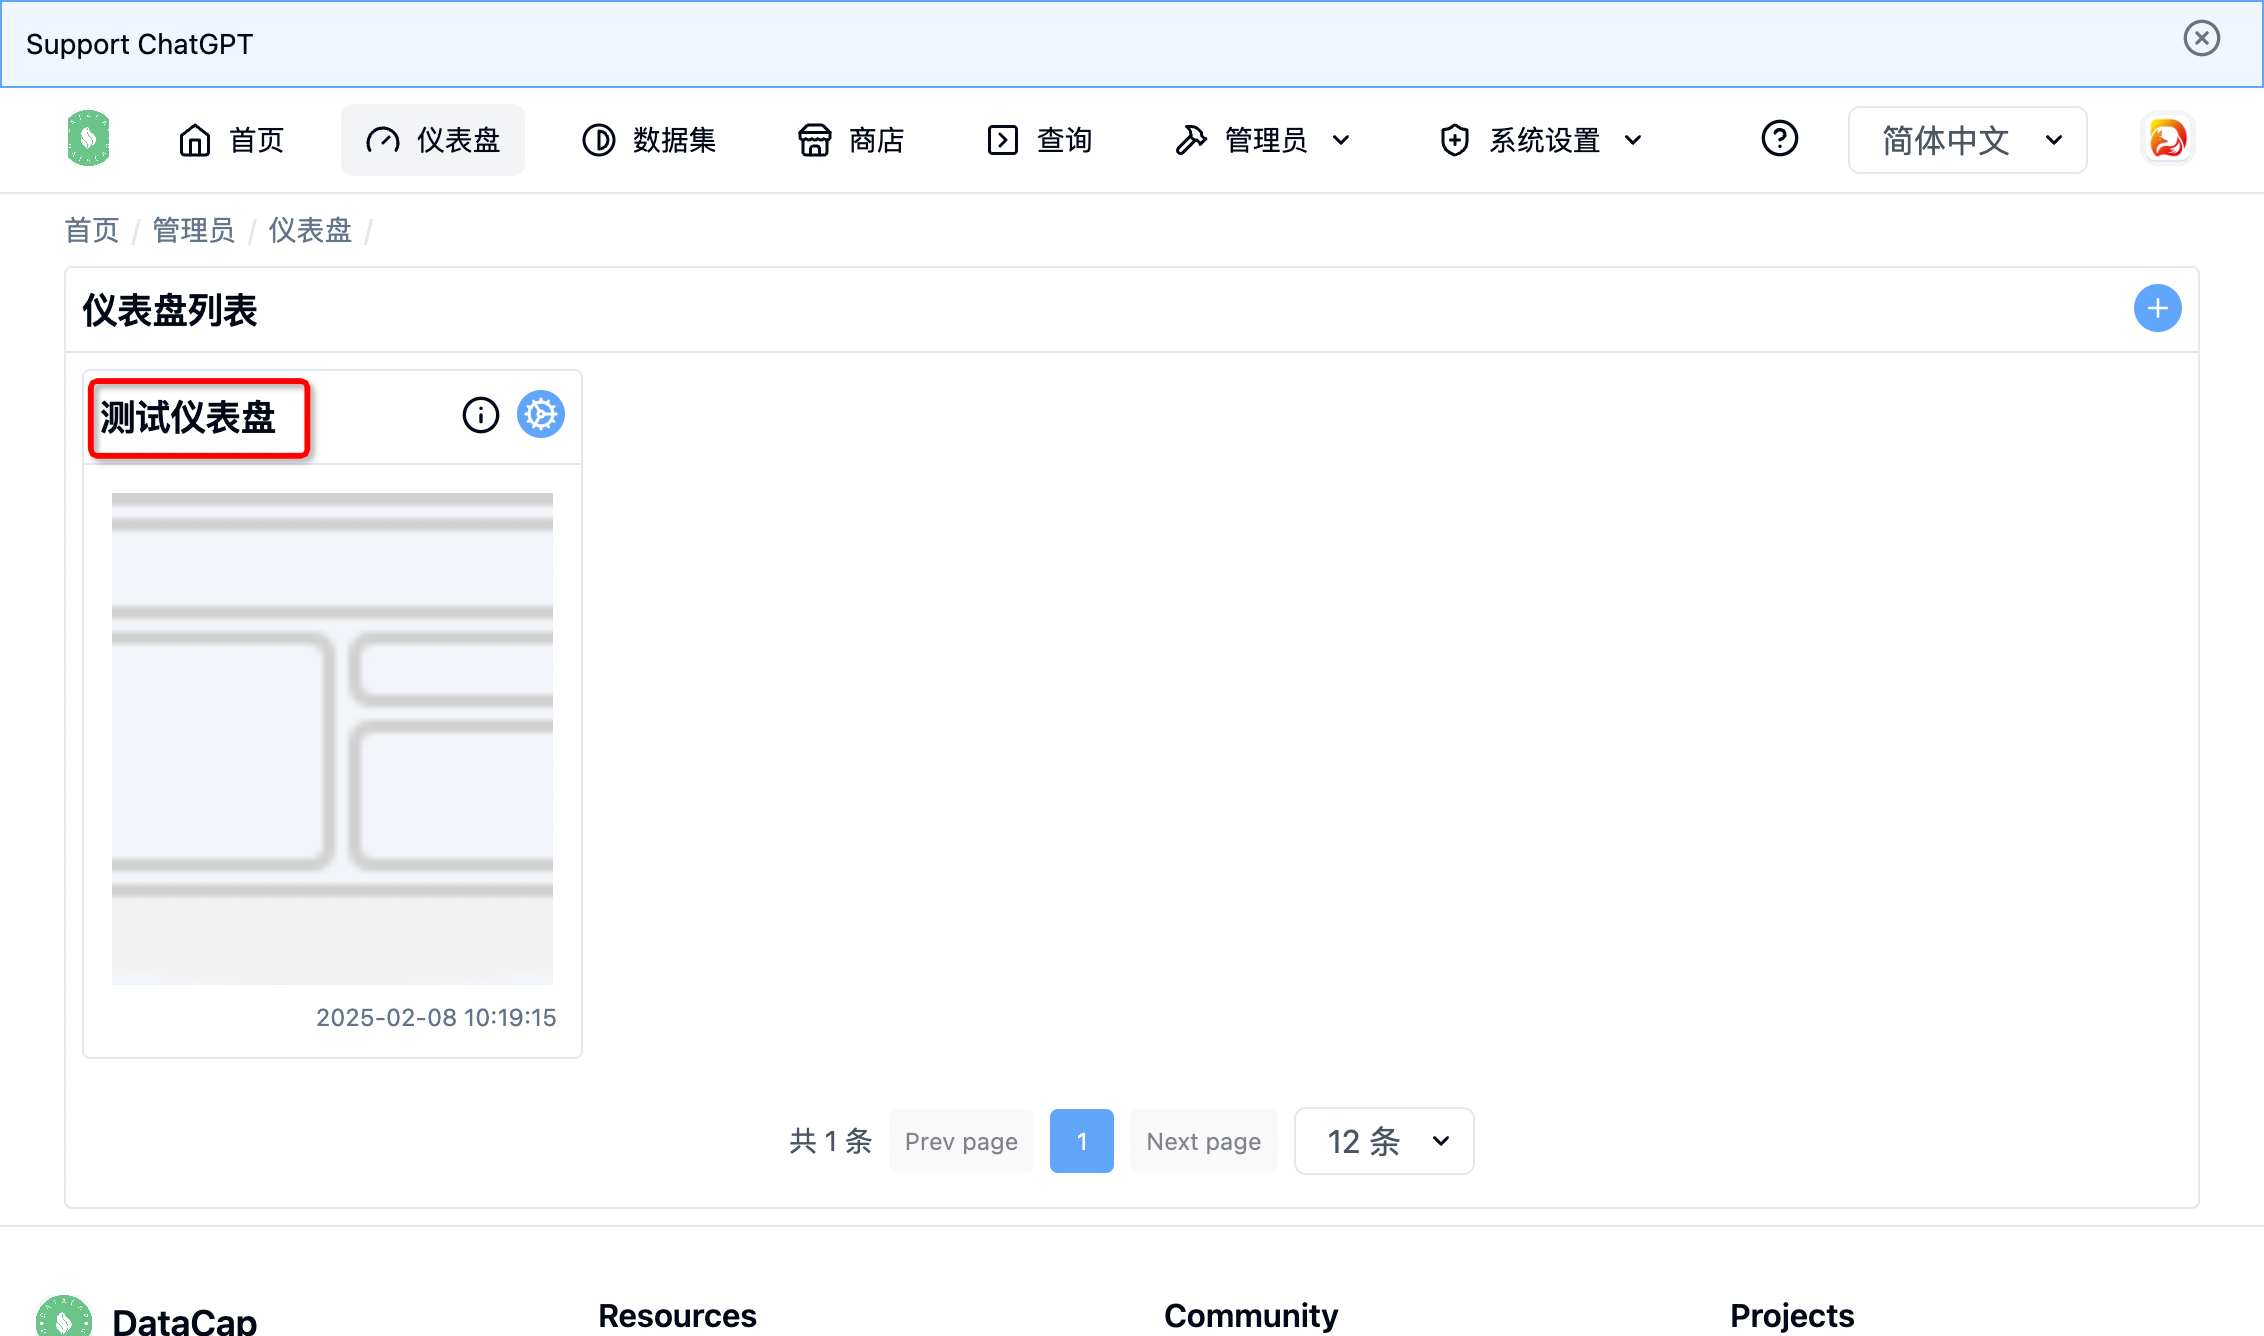 Support ChatGPT
首页 仪表盘 数据集 商店 查询 管理员 系统设置 简体中文
首页 / 管理员 / 仪表盘 /
仪表盘列表
测试仪表盘
2025-02-08 10:19:15
共 1 条 Prev page 1 Next page 12 条
DataCap Resources Community Projects